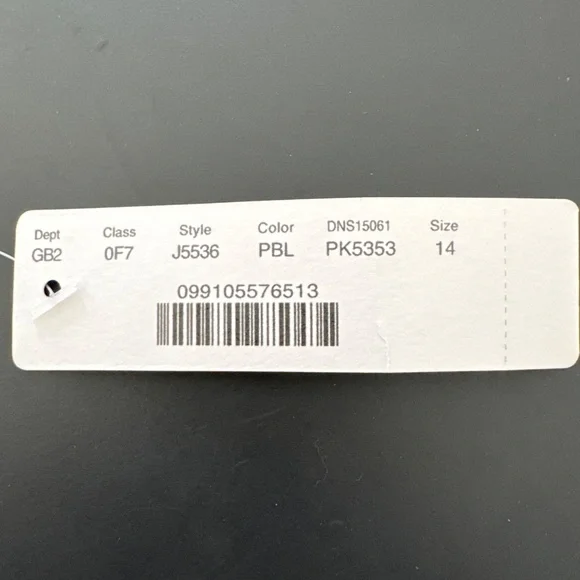 Dept Class Style Color DNS15061 Size
GB2 0F7 J5536 PBL PK5353 14
099105576513